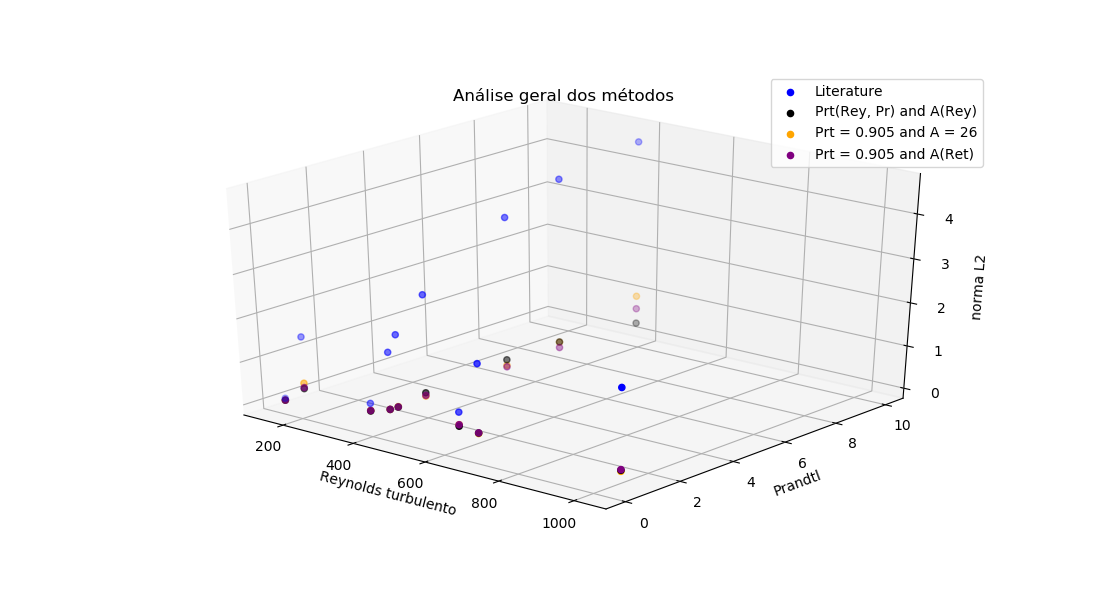 Análise geral dos métodos
Literature
Prt(Rey, Pr) and A(Rey)
Prt = 0.905 and A = 26
Prt = 0.905 and A(Ret)
4
3
2
1
0
norma L2
200
400
600
800
1000
Reynolds turbulento
0
2
4
6
8
10
Prandtl